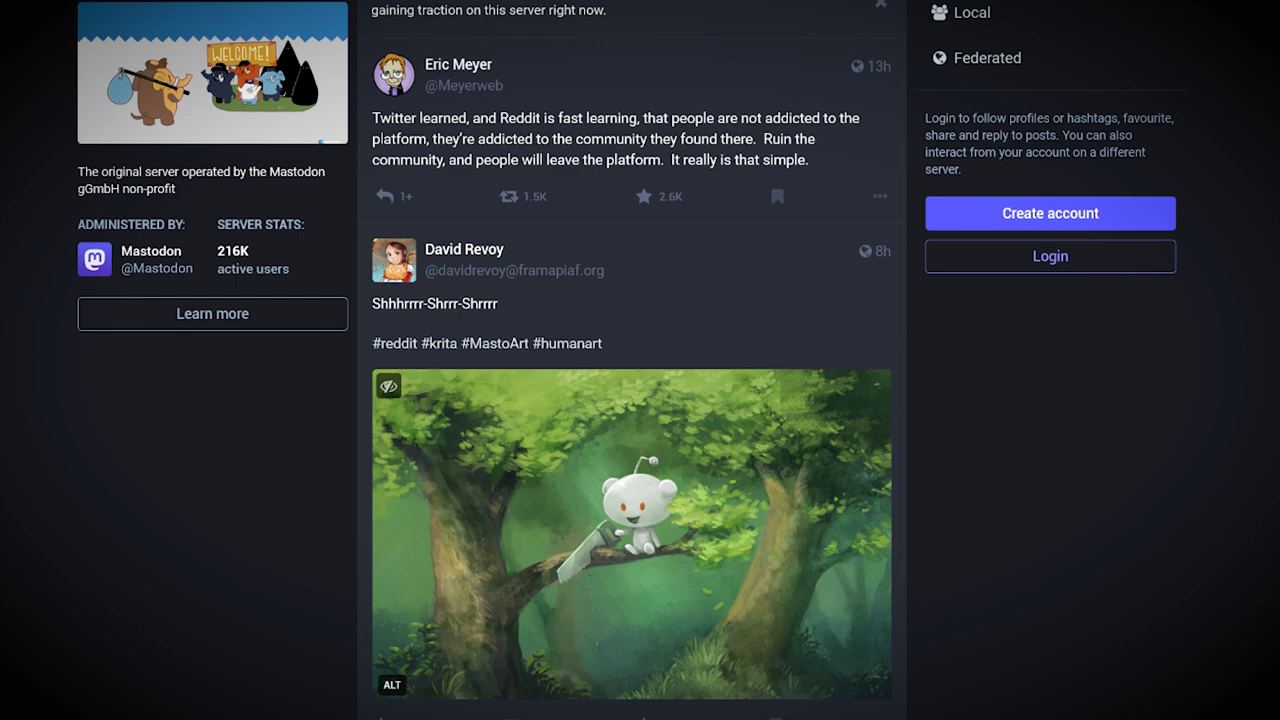 gaining traction on this server right now.
WELCOME!
The original server operated by the Mastodon
gGmbH non-profit
ADMINISTERED BY:
SERVER STATS:
Mastodon
@Mastodon
216K
active users
Learn more
Eric Meyer
@Meyerweb
13h
Twitter learned, and Reddit is fast learning, that people are not addicted to the
platform, they’re addicted to the community they found there. Ruin the
community, and people will leave the platform. It really is that simple.
1+
1.5K
2.6K
David Revoy
@davidrevoy@framapiaf.org
8h
Shhhrrrr-Shrrr-Shrrrr
#reddit #krita #MastoArt #humanart
ALT
Local
Federated
Login to follow profiles or hashtags, favourite,
share and reply to posts. You can also
interact from your account on a different
server.
Create account
Login